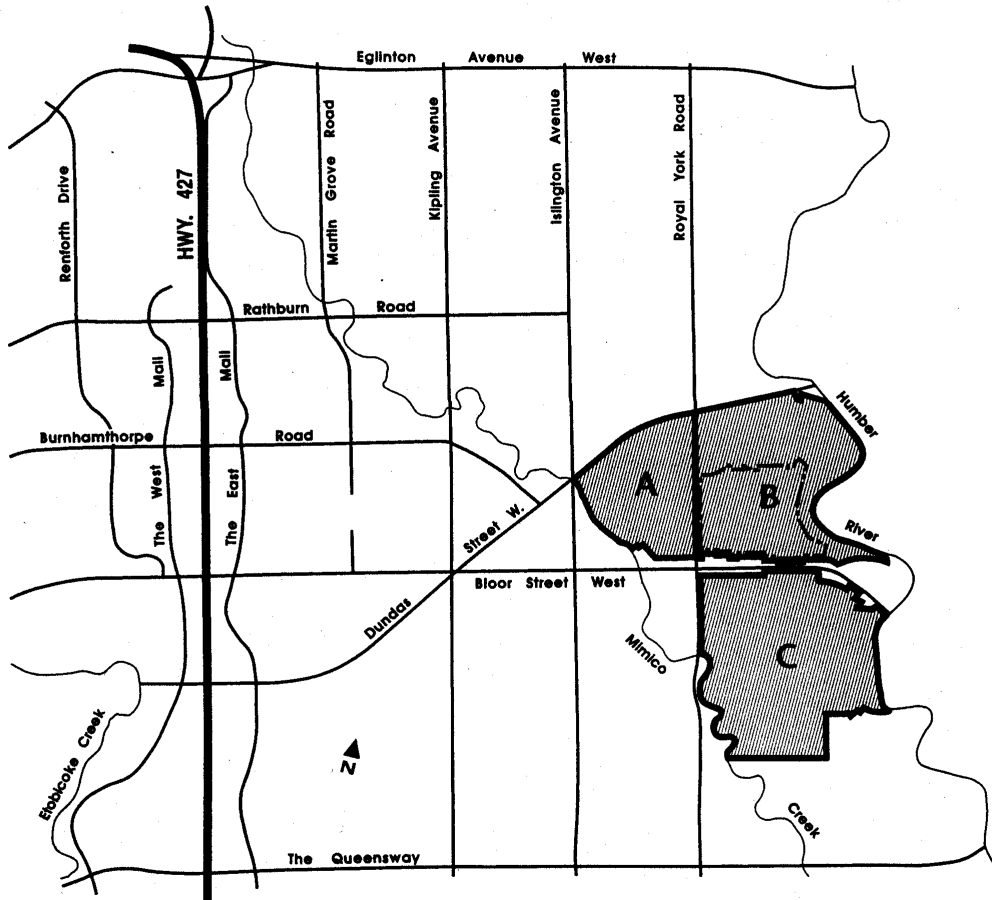 Eglinton Avenue West
Renforth Drive
HWY. 427
Martin Grove Road
Kipling Avenue
Islington Avenue
Royal York Road
Rathburn Road
The West Mall
The East Mall
Burnhamthorpe Road
Humber River
A
B
Dundas Street W.
Bloor Street West
C
Mimico Creek
Etobicoke Creek
N
The Queensway